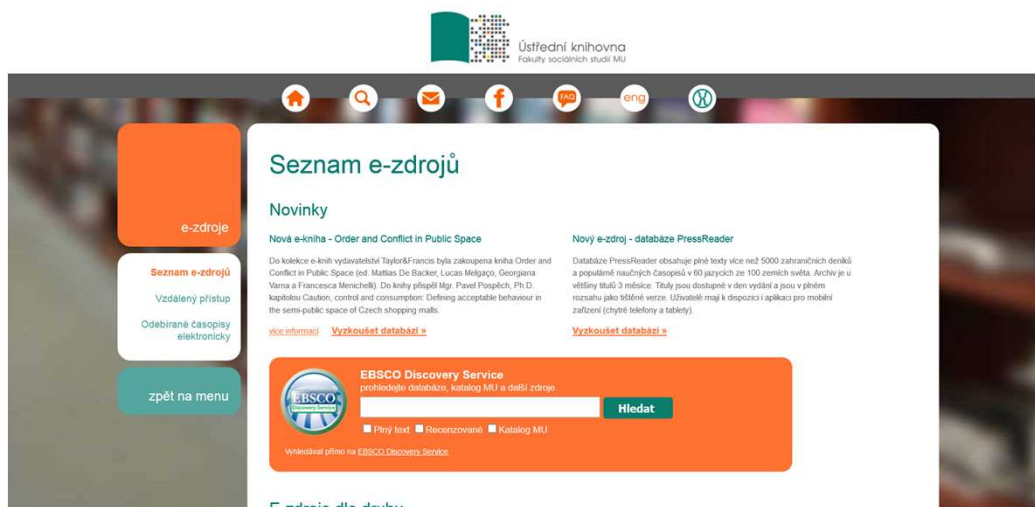 Ústřední knihovna
Fakulty sociálních studií MU
FAQ
eng
e-zdroje
Seznam e-zdrojů
Vzdálený přístup
Odebírané časopisy
elektronicky
zpět na menu
Seznam e-zdrojů
Novinky
Nová e-kniha - Order and Conflict in Public Space
Do kolekce e-knih vydavatelství Taylor&Francis byla zakoupena kniha Order and
Conflict in Public Space (ed. Mattias De Backer, Lucas Melgaço, Georgiana
Varna a Francesca Menichelli). Do knihy přispěl Mgr. Pavel Pospěch, Ph.D.
kapitolou Caution, control and consumption: Defining acceptable behaviour in
the semi-public space of Czech shopping malls.
více informací Vyzkoušet databázi »
Nový e-zdroj - databáze PressReader
Databáze PressReader obsahuje plné texty více než 5000 zahraničních deníků
a populárně naučných časopisů v 60 jazycích ze 100 zemích světa. Archiv je u
většiny titulů 3 měsíce. Tituly jsou dostupné v den vydání a jsou v plném
rozsahu jako tištěné verze. Uživatelé mají k dispozici i aplikaci pro mobilní
zařízení (chytré telefony a tablety).
Vyzkoušet databázi »
EBSCO
Discovery Service
EBSCO Discovery Service
prohledejte databáze, katalog MU a další zdroje
Hledat
Plný text Recenzované Katalog MU
Vyhledávat přímo na EBSCO Discovery Service
E-zdroje dle druhu